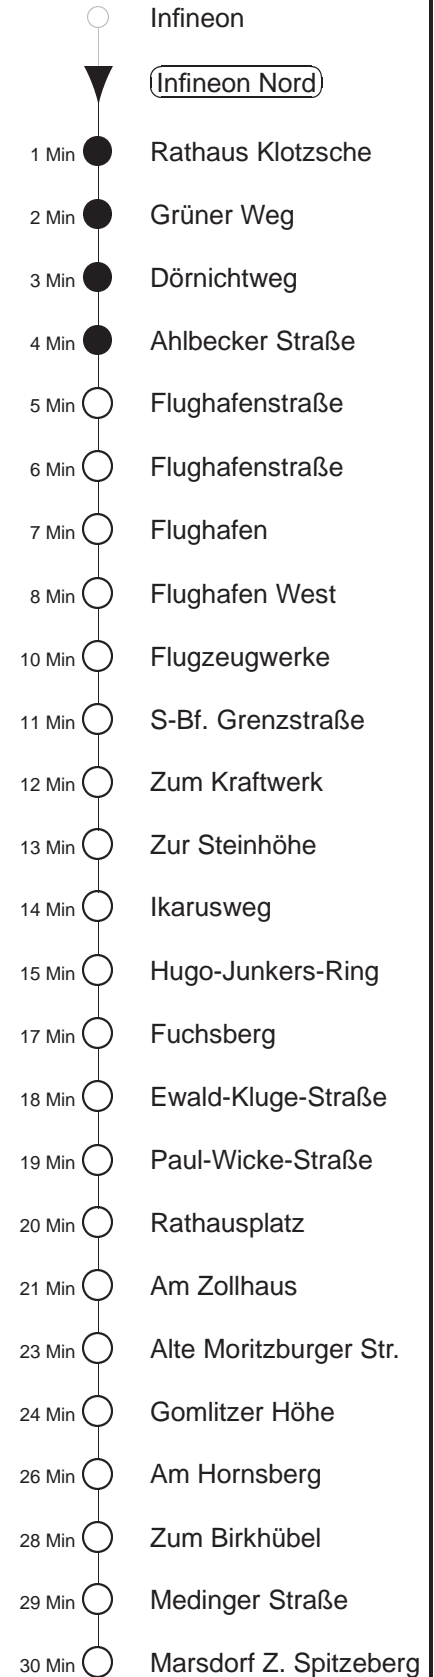 Infineon
Infineon Nord
1 Min Rathaus Klotzsche
2 Min Grüner Weg
3 Min Dörnichtweg
4 Min Ahlbecker Straße
5 Min Flughafenstraße
6 Min Flughafenstraße
7 Min Flughafen
8 Min Flughafen West
10 Min Flugzeugwerke
11 Min S-Bf. Grenzstraße
12 Min Zum Kraftwerk
13 Min Zur Steinhöhe
14 Min Ikarusweg
15 Min Hugo-Junkers-Ring
17 Min Fuchsberg
18 Min Ewald-Kluge-Straße
19 Min Paul-Wicke-Straße
20 Min Rathausplatz
21 Min Am Zollhaus
23 Min Alte Moritzburger Str.
24 Min Gomlitzer Höhe
26 Min Am Hornsberg
28 Min Zum Birkhübel
29 Min Medinger Straße
30 Min Marsdorf Z. Spitzeberg